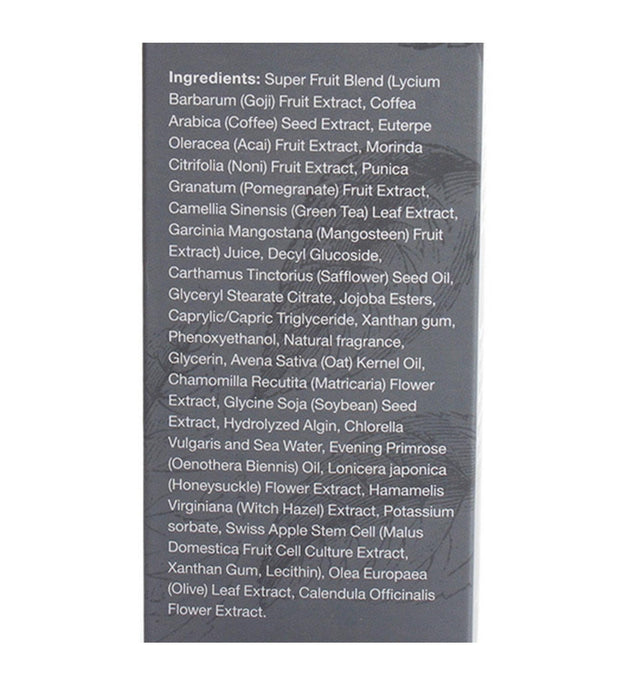 Ingredients: Super Fruit Blend (Lycium
Barbarum (Goji) Fruit Extract, Coffea
Arabica (Coffee) Seed Extract, Euterpe
Oleracea (Acai) Fruit Extract, Morinda
Citrifolia (Noni) Fruit Extract, Punica
Granatum (Pomegranate) Fruit Extract,
Camellia Sinensis (Green Tea) Leaf Extract,
Garcinia Mangostana (Mangosteen) Fruit
Extract) Juice, Decyl Glucoside,
Carthamus Tinctorius (Safflower) Seed Oil,
Glyceryl Stearate Citrate, Jojoba Esters,
Caprylic/Capric Triglyceride, Xanthan gum,
Phenoxyethanol, Natural fragrance,
Glycerin, Avena Sativa (Oat) Kernel Oil,
Chamomilla Recutita (Matricaria) Flower
Extract, Glycine Soja (Soybean) Seed
Extract, Hydrolyzed Algin, Chlorella
Vulgaris and Sea Water, Evening Primrose
(Oenothera Biennis) Oil, Lonicera japonica
(Honeysuckle) Flower Extract, Hamamelis
Virginiana (Witch Hazel) Extract, Potassium
sorbate, Swiss Apple Stem Cell (Malus
Domestica Fruit Cell Culture Extract,
Xanthan Gum, Lecithin), Olea Europaea
(Olive) Leaf Extract, Calendula Officinalis
Flower Extract.